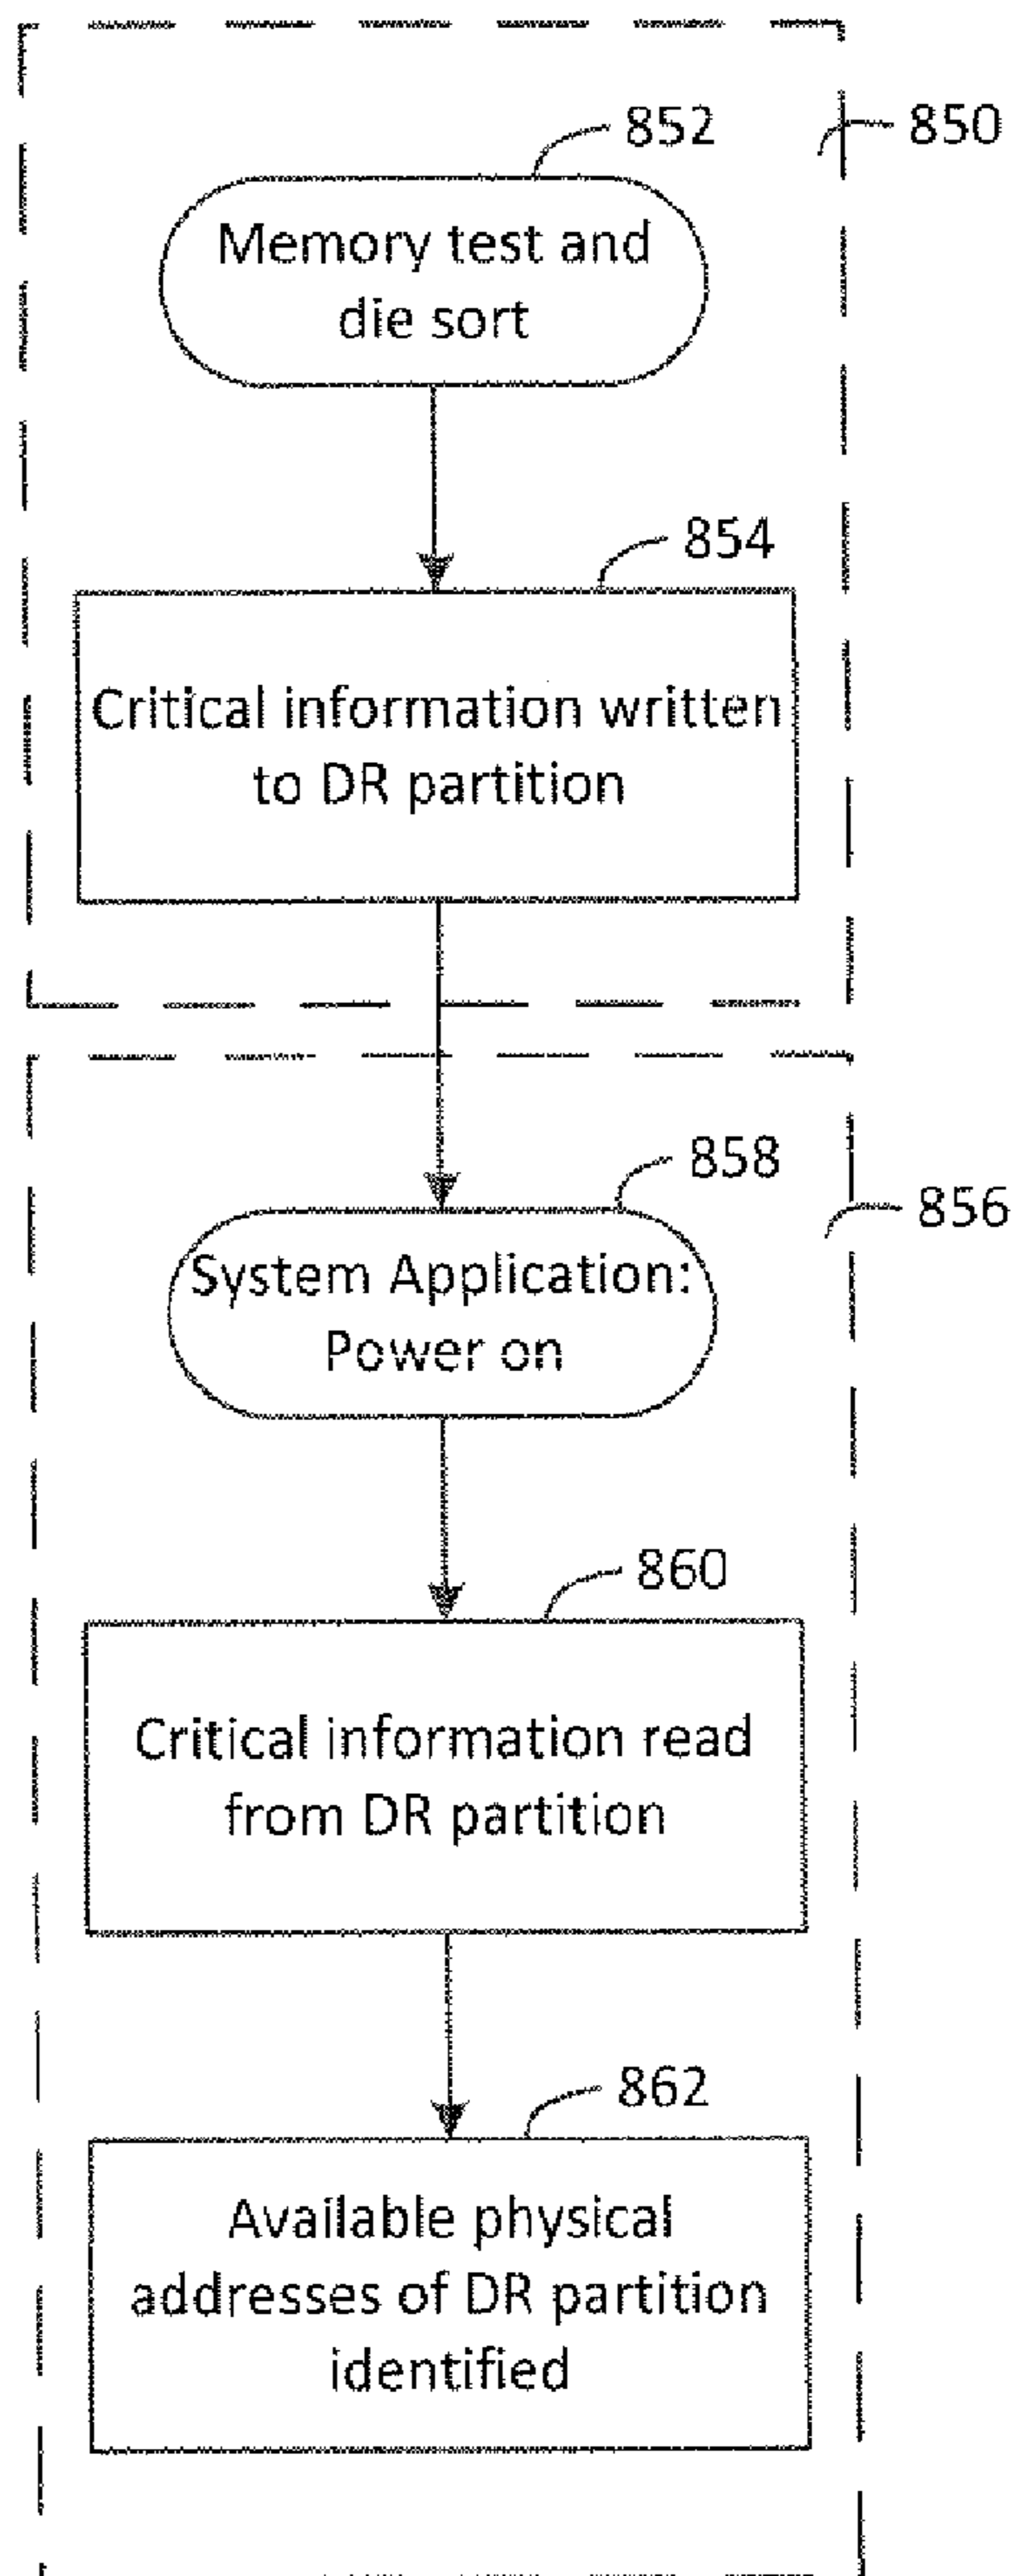 852
850
Memory test and
die sort
854
Critical information written
to DR partition
858
856
System Application:
Power on
860
Critical information read
from DR partition
862
Available physical
addresses of DR partition
identified